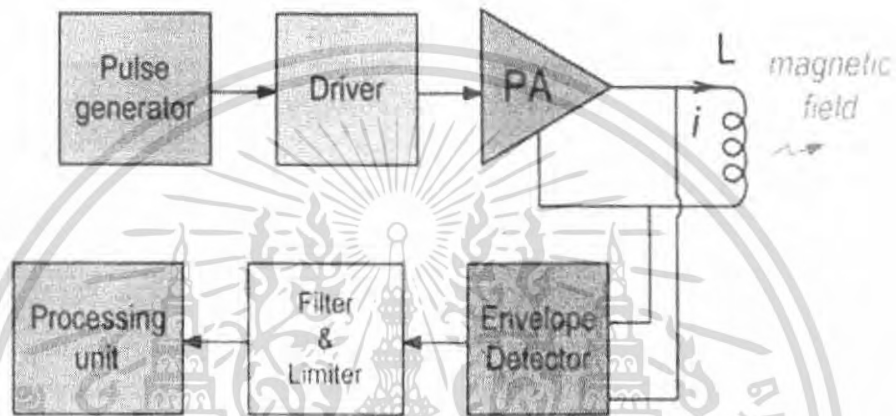 Pulse
generator
Driver
PA
L
i
magnetic
field
Processing
unit
Filter
&
Limiter
Envelope
Detector